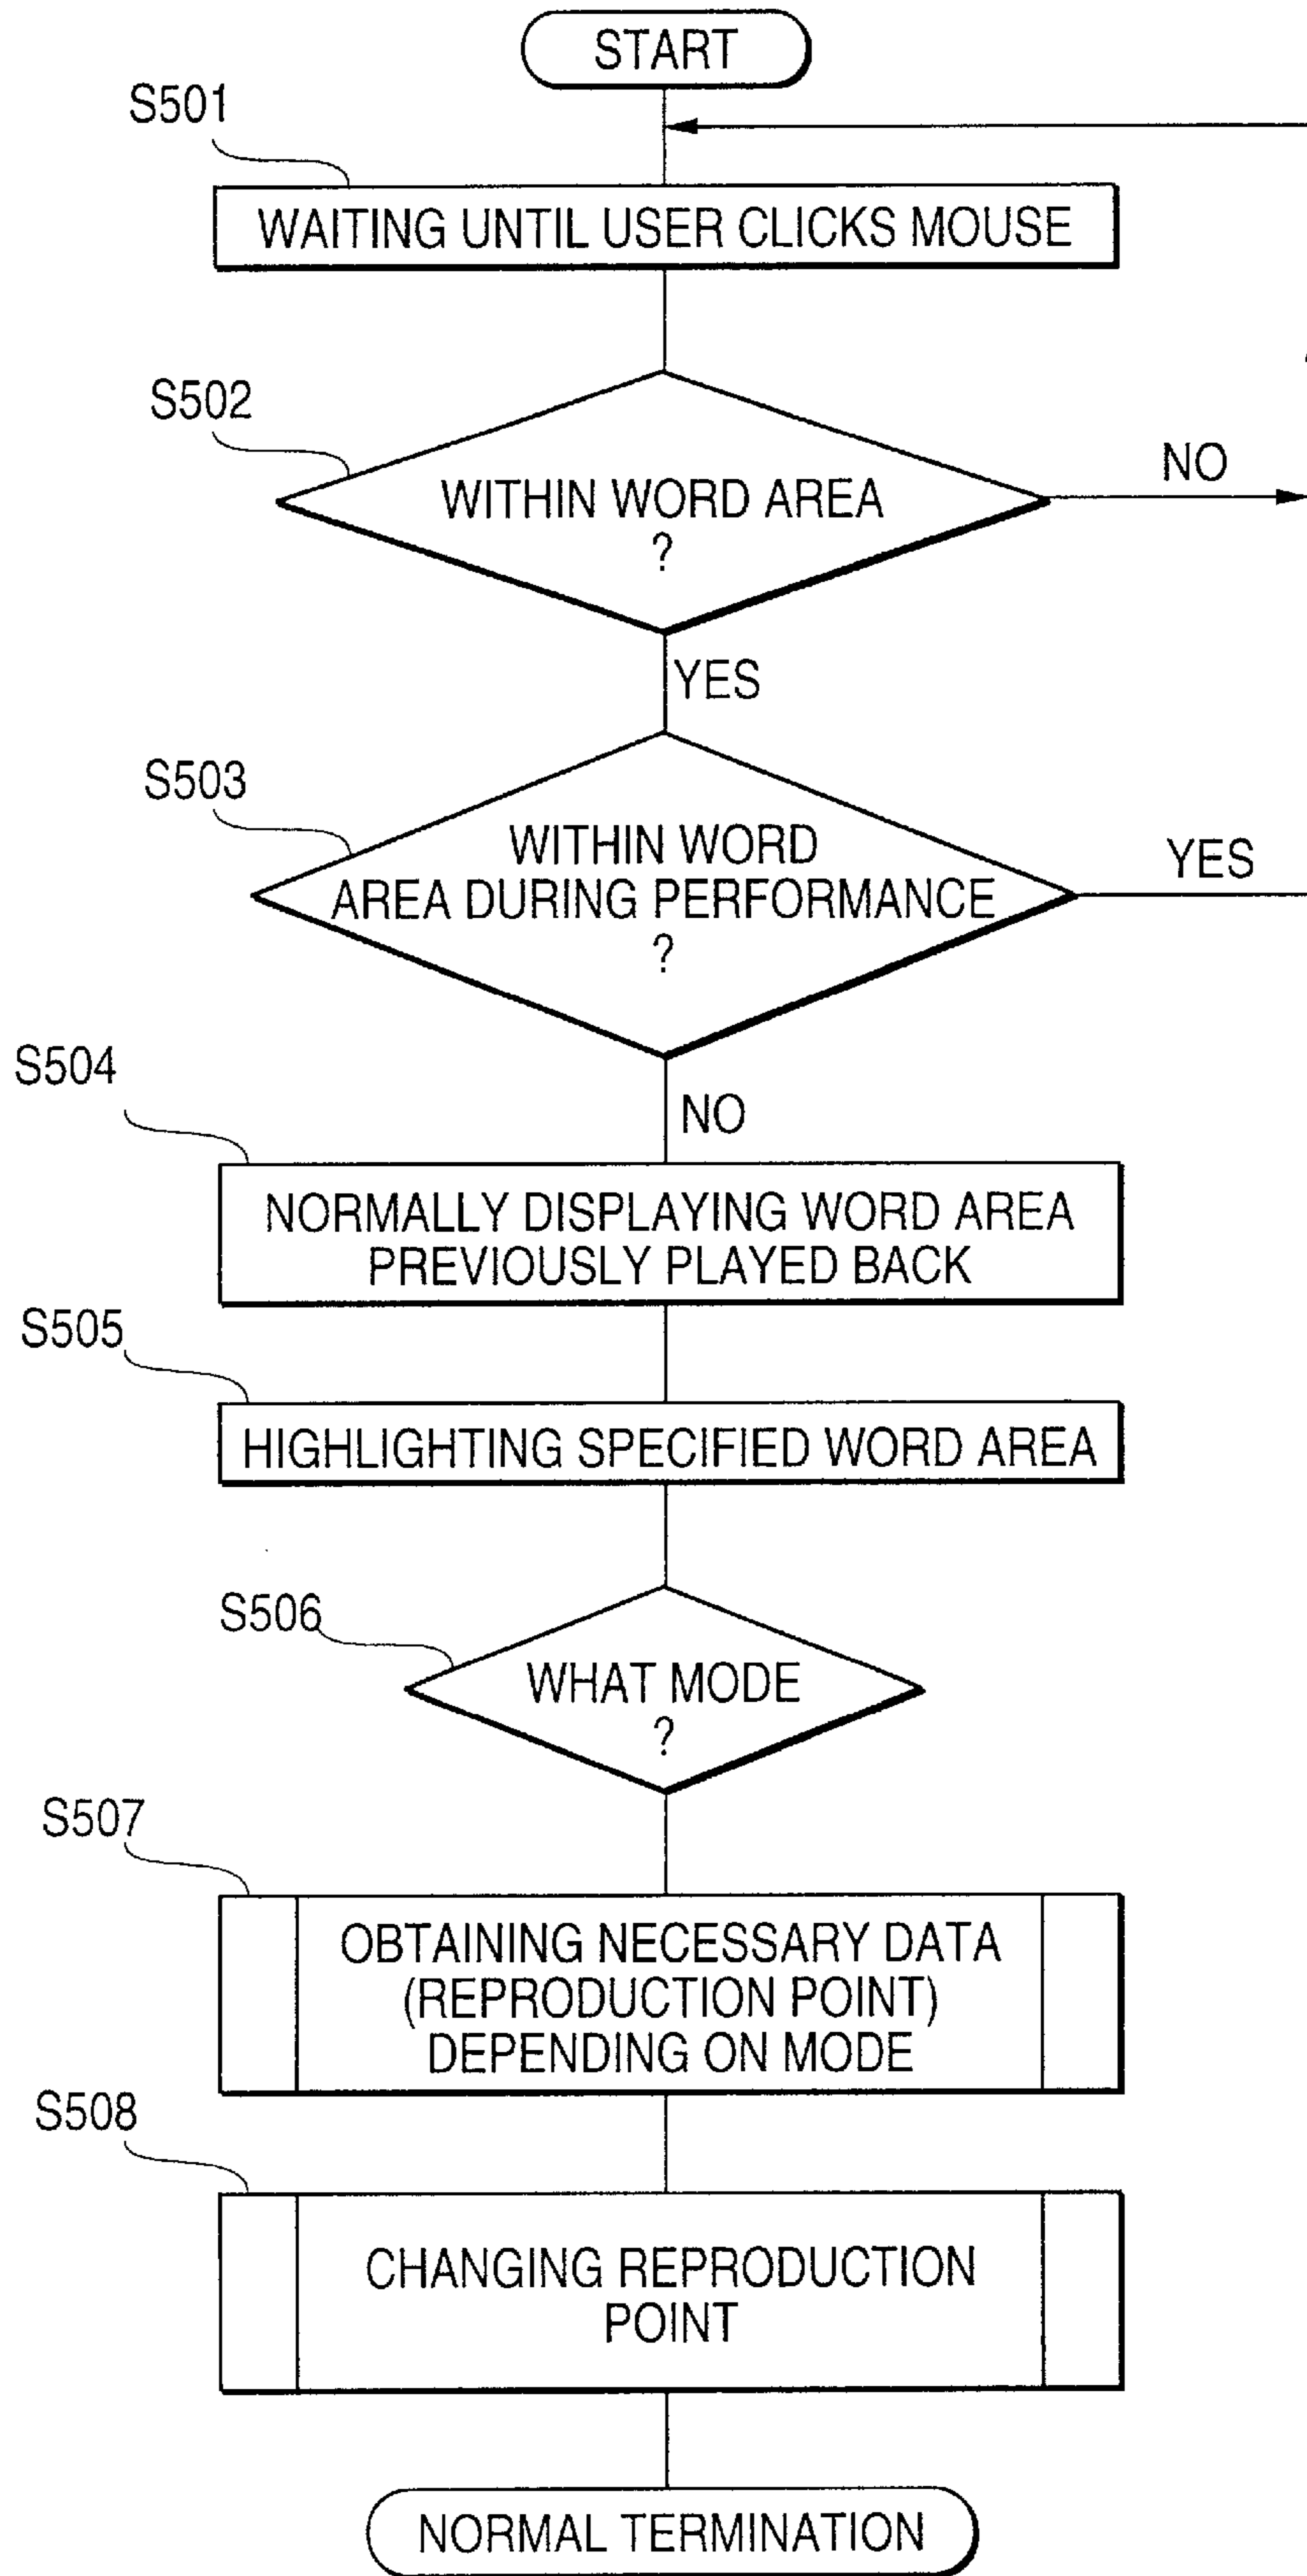 START
S501
WAITING UNTIL USER CLICKS MOUSE
S502
WITHIN WORD AREA
?
NO
YES
S503
WITHIN WORD
AREA DURING PERFORMANCE
?
YES
NO
S504
NORMALLY DISPLAYING WORD AREA
PREVIOUSLY PLAYED BACK
S505
HIGHLIGHTING SPECIFIED WORD AREA
S506
WHAT MODE
?
S507
OBTAINING NECESSARY DATA
(REPRODUCTION POINT)
DEPENDING ON MODE
S508
CHANGING REPRODUCTION
POINT
NORMAL TERMINATION